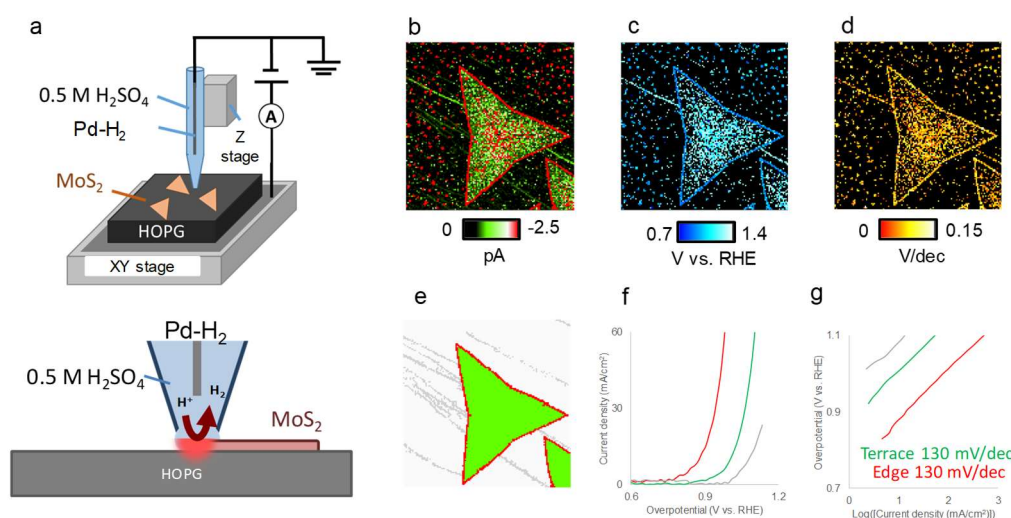 a
0.5 M H₂SO₄
Pd-H₂
Z
stage
A
MoS₂
HOPG
XY stage
Pd-H₂
0.5 M H₂SO₄
H⁺
H₂
MoS₂
HOPG
b
0
-2.5
pA
c
0.7
1.4
V vs. RHE
d
0
0.15
V/dec
e
f
Current density (mA/cm²)
60
30
0
0.6
0.9
1.2
Overpotential (V vs. RHE)
g
Overpotential (V vs. RHE)
1.1
0.9
0.7
Terrace 130 mV/dec
Edge 130 mV/dec
0
1
2
3
Log([Current density (mA/cm²)])